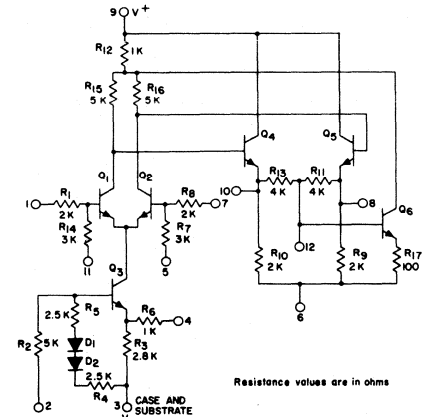 9 V+
R12 1K
R15 5K
R16 5K
Q4
Q5
Q1
Q2
R13 4K
R11 4K
Q6
1
R1 2K
R8 2K
7
10
8
R14 3K
R7 3K
12
R10 2K
R9 2K
R17 100
11
5
6
Q3
R5 2.5K
R6 1K
4
R2 5K
D1
D2
R3 2.8K
2.5K
R4
2
3
CASE AND
SUBSTRATE
Resistance values are in ohms